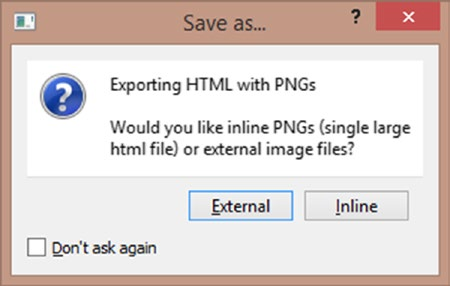 Save as...
?
Exporting HTML with PNGs
Would you like inline PNGs (single large
html file) or external image files?
External
Inline
Don't ask again